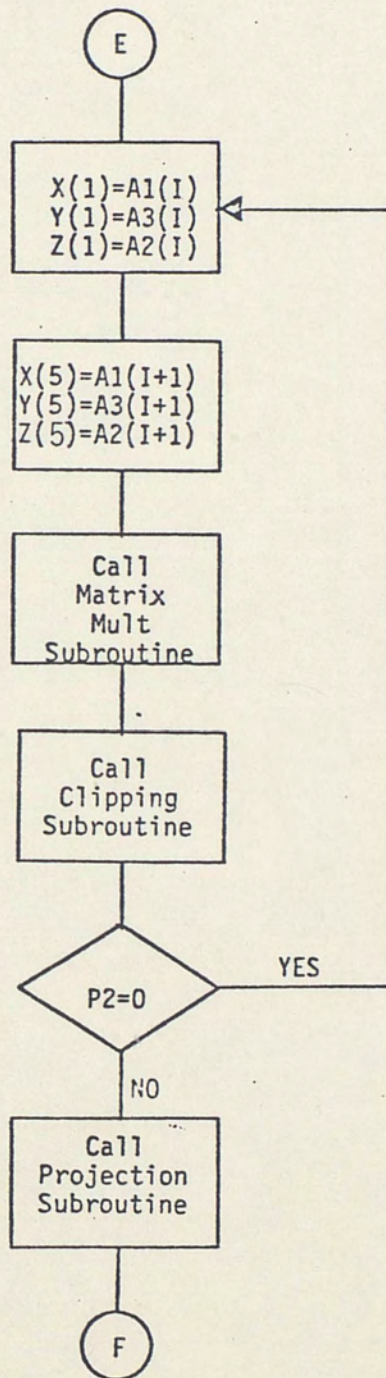 E
X(1)=A1(I)
Y(1)=A3(I)
Z(1)=A2(I)
X(5)=A1(I+1)
Y(5)=A3(I+1)
Z(5)=A2(I+1)
Call
Matrix
Mult
Subroutine
Call
Clipping
Subroutine
P2=0
YES
NO
Call
Projection
Subroutine
F